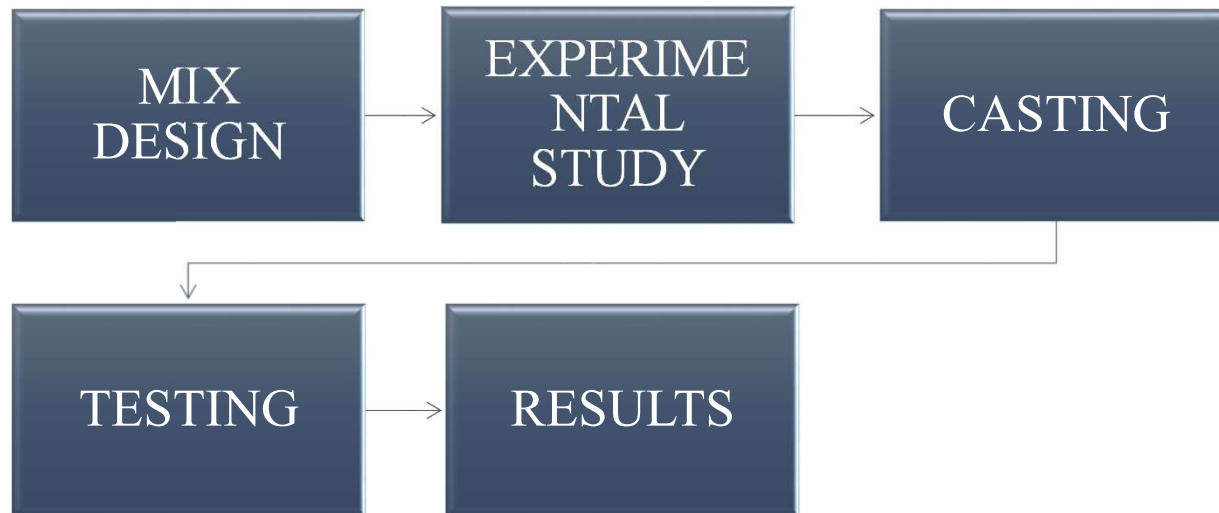 MIX
DESIGN
EXPERIME
NTAL
STUDY
CASTING
TESTING
RESULTS